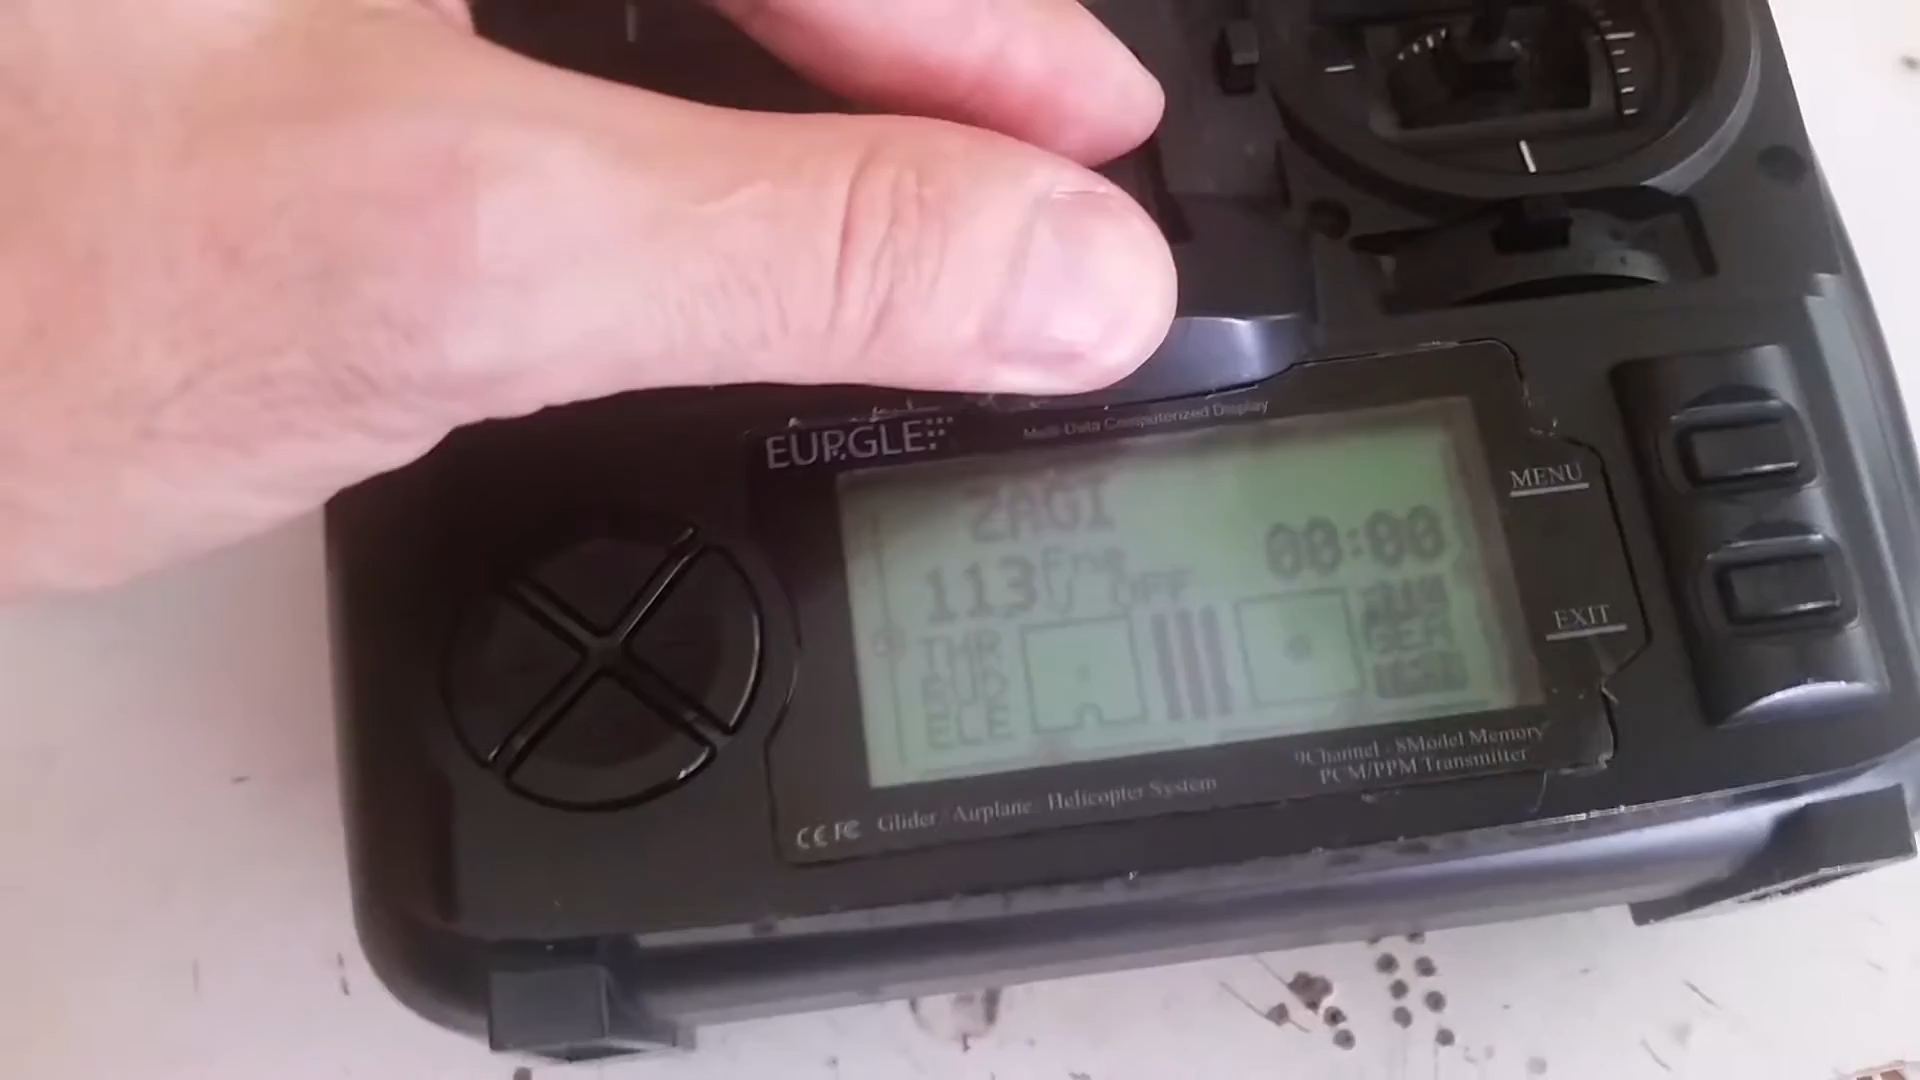 EURGLE
Multi-Data Computerized Display
ZAGI
00:00
113
OFF
THR
RUD
ELE
GEA
MENU
EXIT
9Channel - 8Model Memory
PCM/PPM Transmitter
CE FC Glider / Airplane / Helicopter System